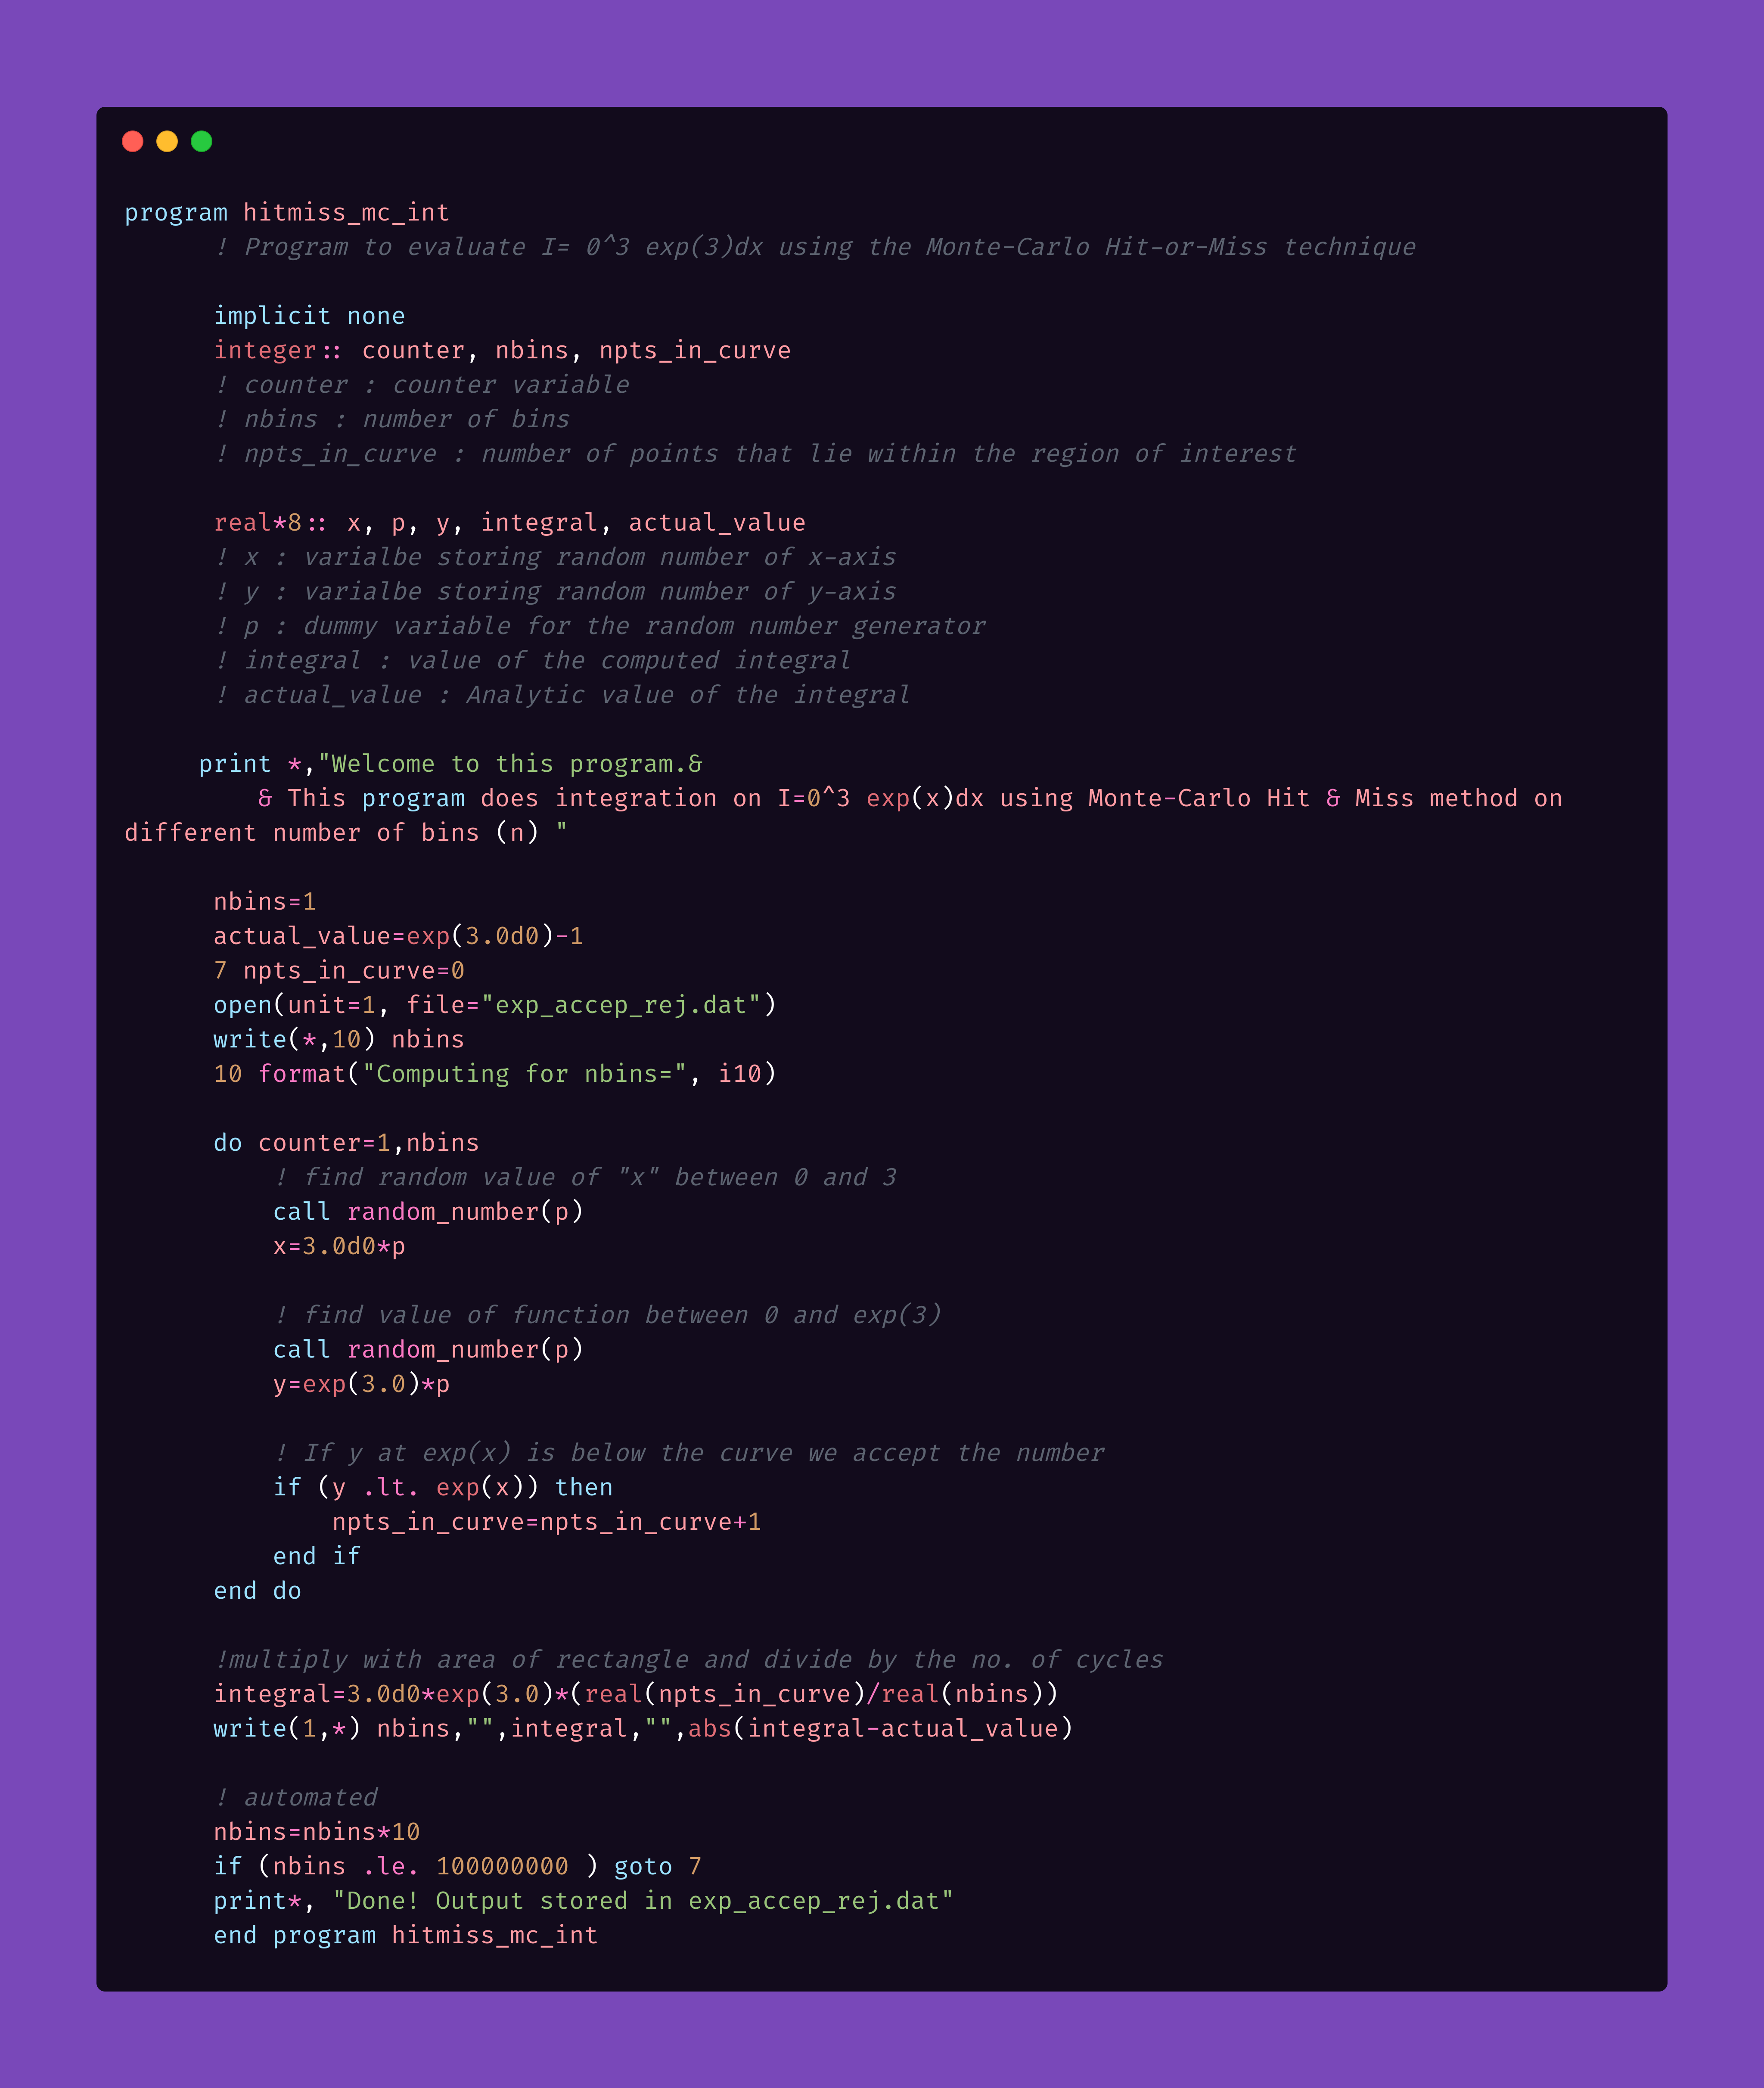 program hitmiss_mc_int
! Program to evaluate I= 0^3 exp(3)dx using the Monte-Carlo Hit-or-Miss technique
implicit none
integer:: counter, nbins, npts_in_curve
! counter : counter variable
! nbins : number of bins
! npts_in_curve : number of points that lie within the region of interest
real*8:: x, p, y, integral, actual_value
! x : varialbe storing random number of x-axis
! y : varialbe storing random number of y-axis
! p : dummy variable for the random number generator
! integral : value of the computed integral
! actual_value : Analytic value of the integral
print *,"Welcome to this program.&
& This program does integration on I=0^3 exp(x)dx using Monte-Carlo Hit & Miss method on
different number of bins (n) "
nbins=1
actual_value=exp(3.0d0)-1
7 npts_in_curve=0
open(unit=1, file="exp_accep_rej.dat")
write(*,10) nbins
10 format("Computing for nbins=", i10)
do counter=1,nbins
! find random value of "x" between 0 and 3
call random_number(p)
x=3.0d0*p
! find value of function between 0 and exp(3)
call random_number(p)
y=exp(3.0)*p
! If y at exp(x) is below the curve we accept the number
if (y .lt. exp(x)) then
npts_in_curve=npts_in_curve+1
end if
end do
!multiply with area of rectangle and divide by the no. of cycles
integral=3.0d0*exp(3.0)*(real(npts_in_curve)/real(nbins))
write(1,*) nbins,"",integral,"",abs(integral-actual_value)
! automated
nbins=nbins*10
if (nbins .le. 100000000 ) goto 7
print*, "Done! Output stored in exp_accep_rej.dat"
end program hitmiss_mc_int